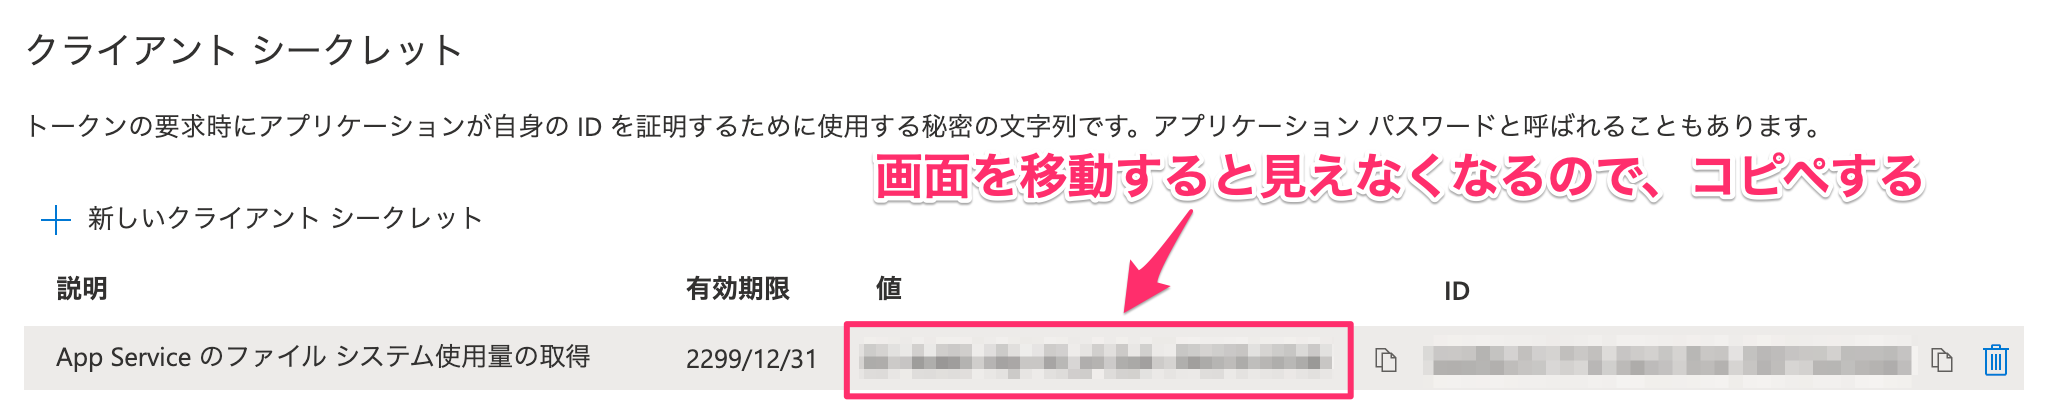 クライアント シークレット
トークンの要求時にアプリケーションが自身の ID を証明するために使用する秘密の文字列です。アプリケーション パスワードと呼ばれることもあります。
画面を移動すると見えなくなるので、コピペする
新しいクライアント シークレット
説明 有効期限 値 ID
App Service のファイル システム使用量の取得 2299/12/31